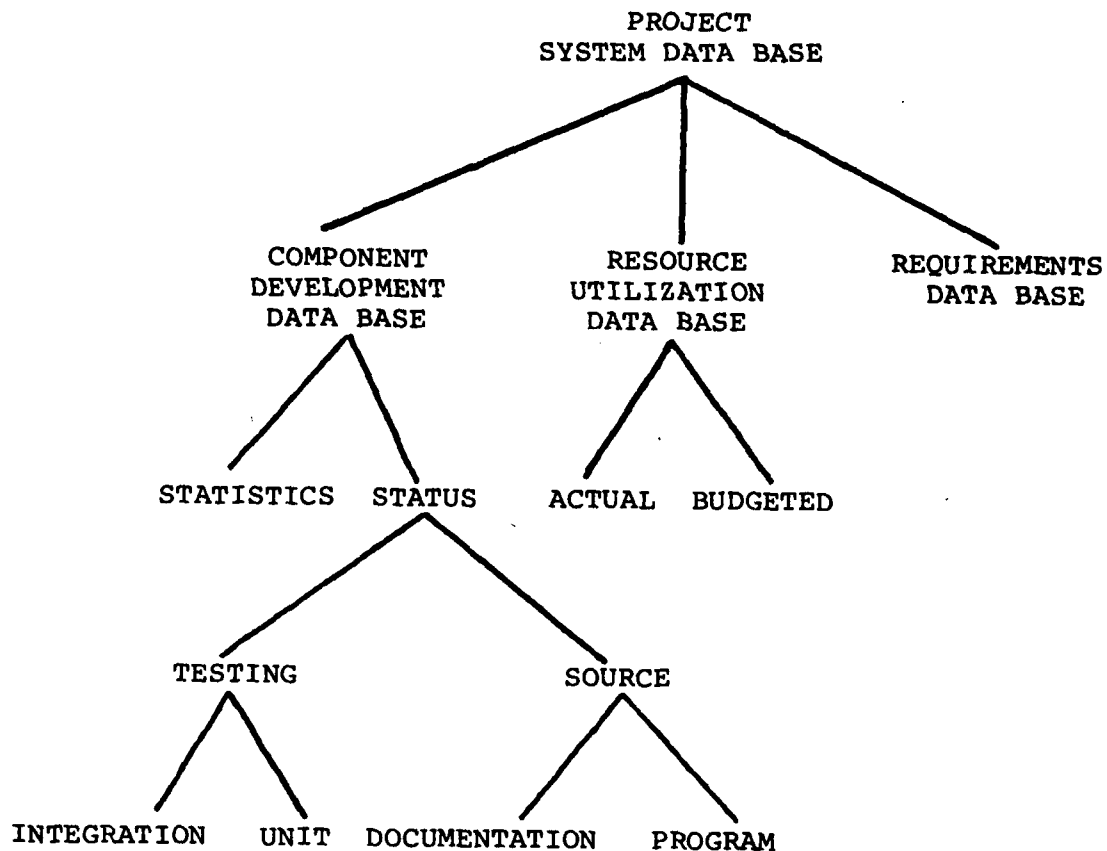 PROJECT
SYSTEM DATA BASE
COMPONENT
DEVELOPMENT
DATA BASE
RESOURCE
UTILIZATION
DATA BASE
REQUIREMENTS
DATA BASE
STATISTICS
STATUS
ACTUAL
BUDGETED
TESTING
SOURCE
INTEGRATION
UNIT
DOCUMENTATION
PROGRAM